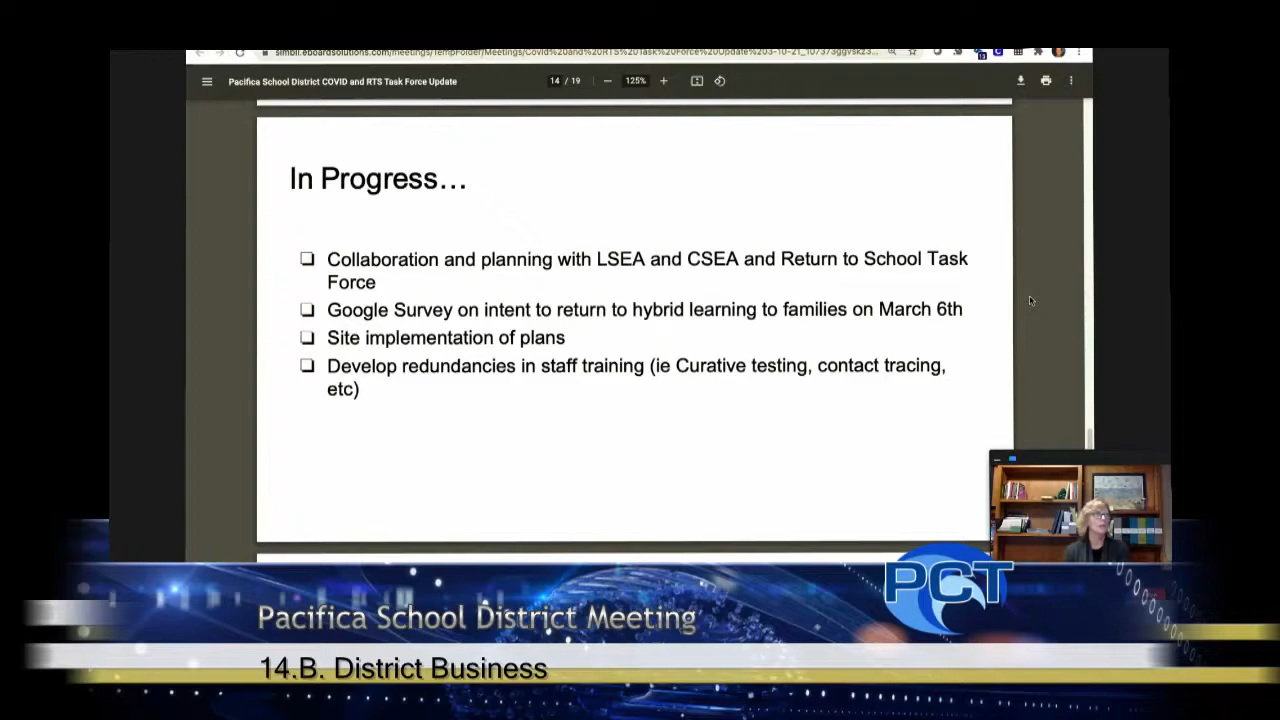 Pacifica School District COVID and RTS Task Force Update
14 / 19
125%
In Progress...
❑ Collaboration and planning with LSEA and CSEA and Return to School Task
Force
❑ Google Survey on intent to return to hybrid learning to families on March 6th
❑ Site implementation of plans
❑ Develop redundancies in staff training (ie Curative testing, contact tracing,
etc)
PCT
Pacifica School District Meeting
14.B. District Business